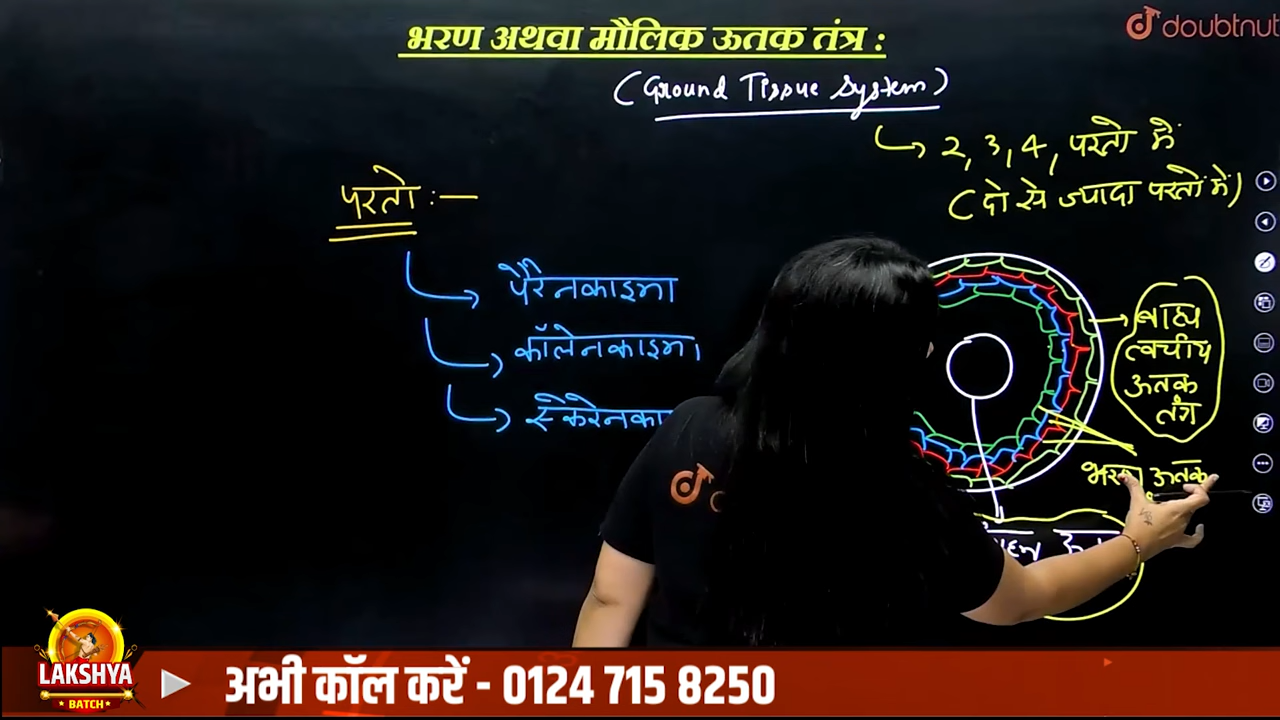 भरण अथवा मौलिक ऊतक तंत्र :
doubtnut
(Ground Tissue System)
2, 3, 4, परतो में
(दो से ज्यादा परतों में)
परतो :-
पैरेनकाइमा
कॉलेनकाइमा
बाह्य
त्वचीय
ऊतक
तंत्र
भरण ऊतक
LAKSHYA
BATCH
अभी कॉल करें - 0124 715 8250